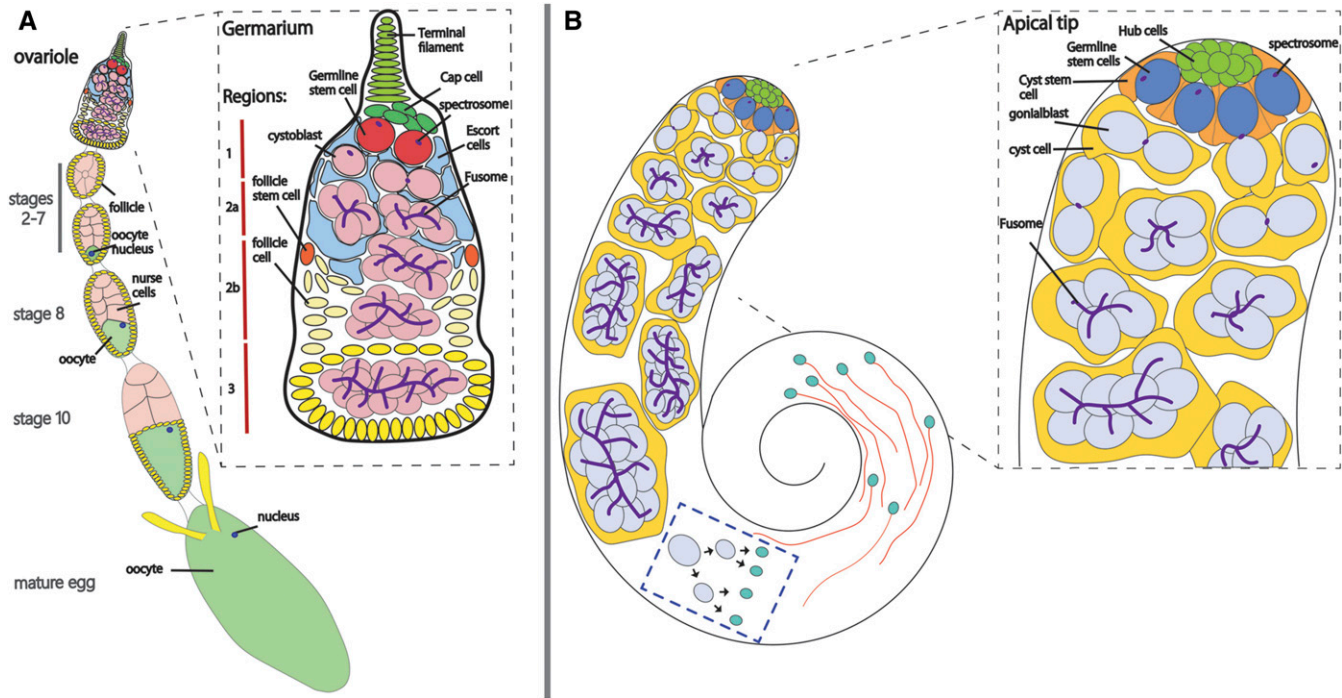 A
ovariole
stages
2-7
follicle
oocyte
nucleus
nurse
cells
stage 8
oocyte
stage 10
nucleus
oocyte
mature egg
Germarium
Terminal
filament
Germline
stem cell
Cap cell
spectrosome
Regions:
cystoblast
Escort
cells
1
Fusome
follicle
stem cell
2a
follicle
cell
2b
3
B
Apical tip
Hub cells
Germline
stem cells
spectrosome
Cyst stem
cell
gonialblast
cyst cell
Fusome